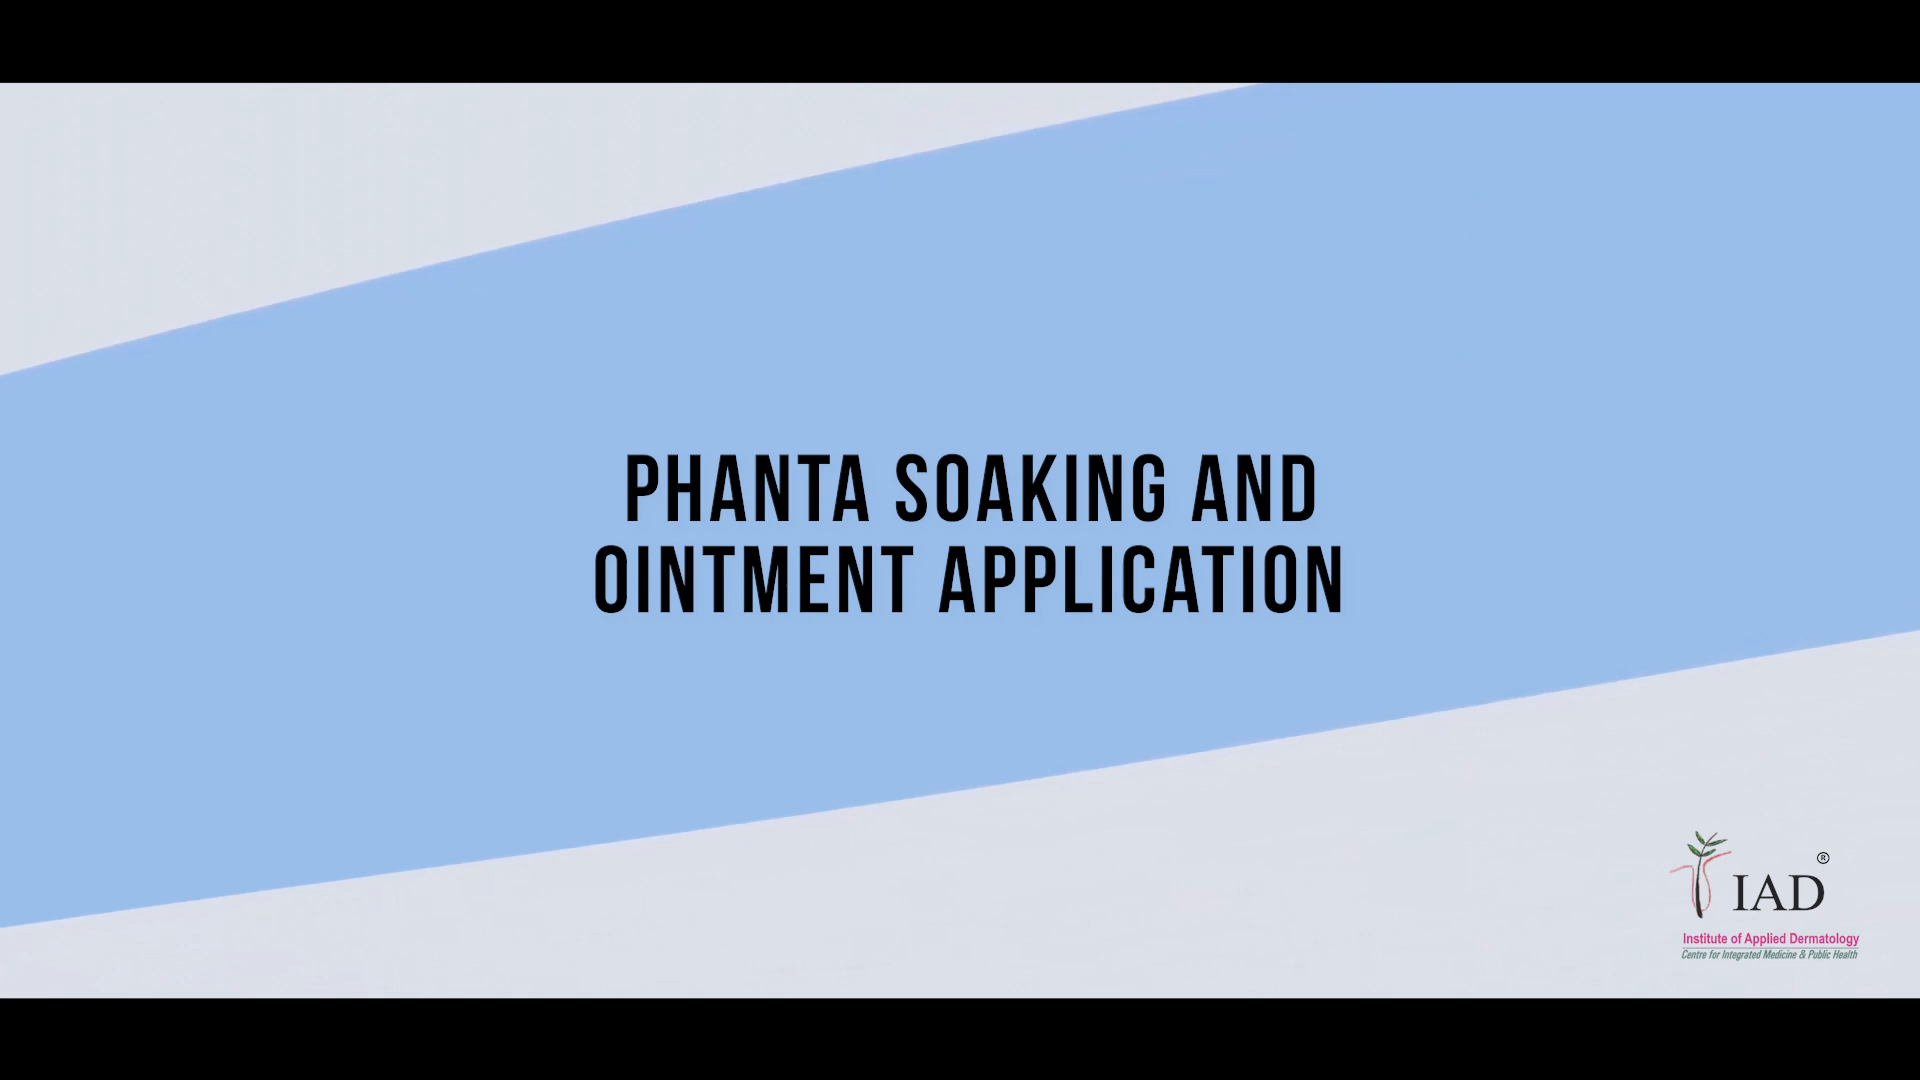 PHANTA SOAKING AND
OINTMENT APPLICATION
IAD®
Institute of Applied Dermatology
Centre for Integrated Medicine & Public Health